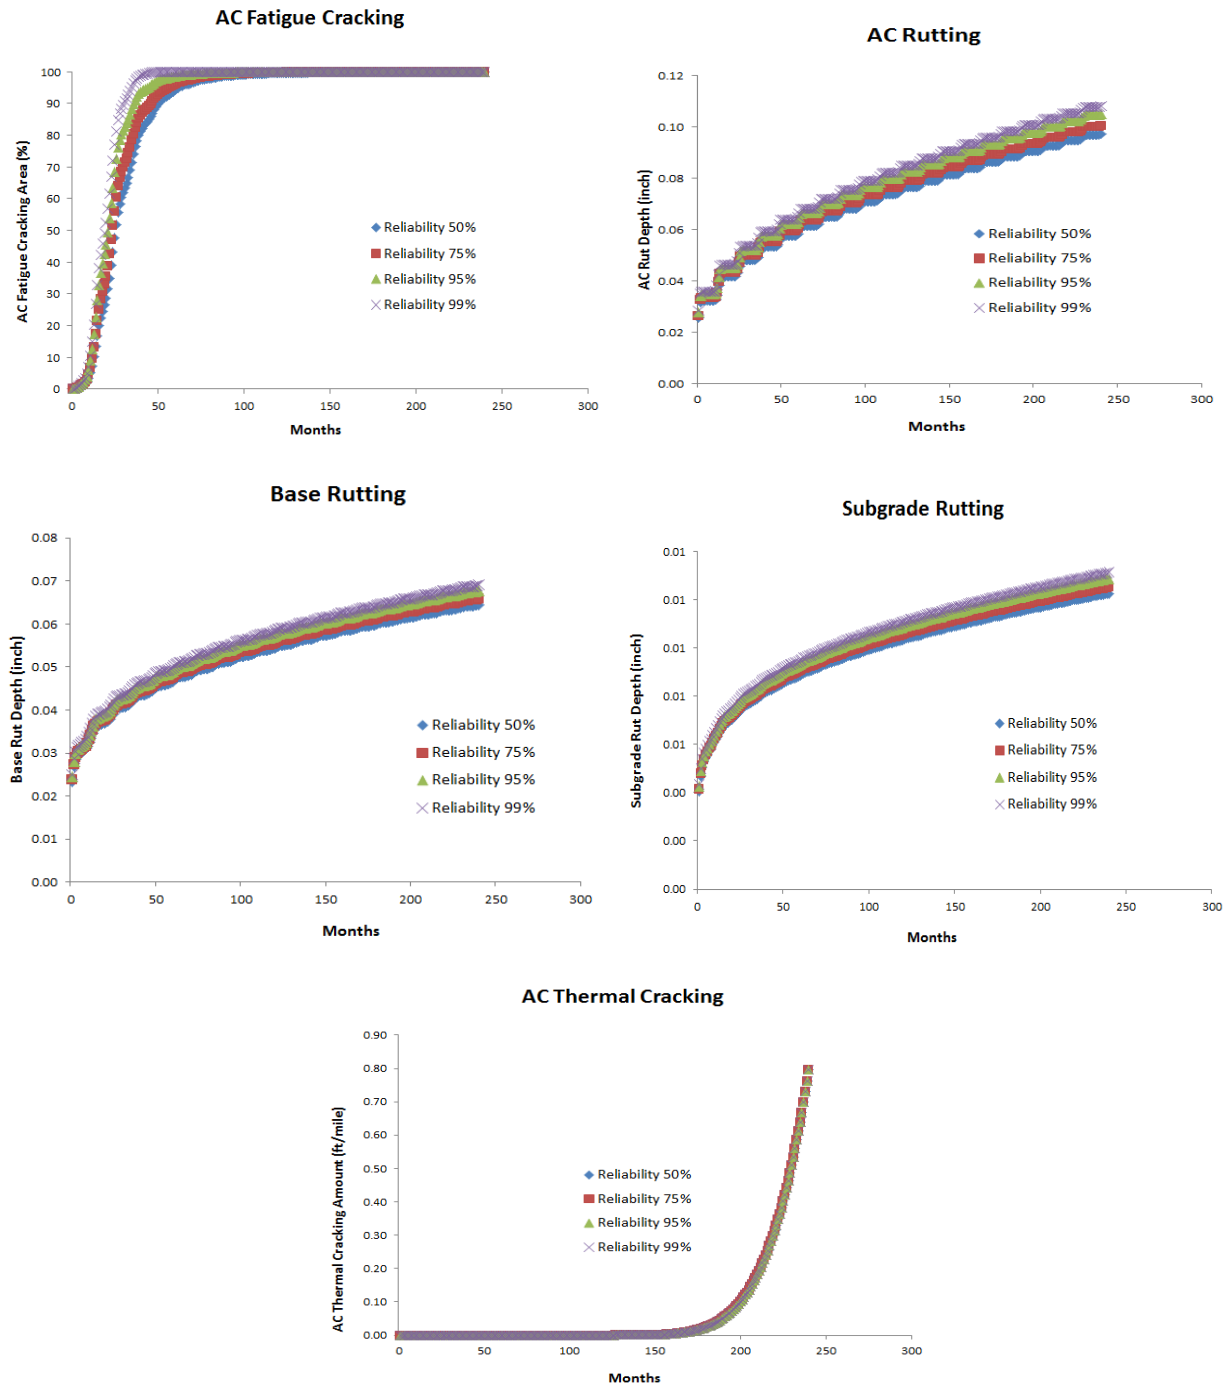 AC Fatigue Cracking
AC Fatigue Cracking Area (%)
100
90
80
70
60
50
40
30
20
10
0
0 50 100 150 200 250 300
Months
Reliability 50%
Reliability 75%
Reliability 95%
Reliability 99%
AC Rutting
AC Rut Depth (inch)
0.12
0.10
0.08
0.06
0.04
0.02
0.00
0 50 100 150 200 250 300
Months
Reliability 50%
Reliability 75%
Reliability 95%
Reliability 99%
Base Rutting
Base Rut Depth (inch)
0.08
0.07
0.06
0.05
0.04
0.03
0.02
0.01
0.00
0 50 100 150 200 250 300
Months
Reliability 50%
Reliability 75%
Reliability 95%
Reliability 99%
Subgrade Rutting
Subgrade Rut Depth (inch)
0.01
0.01
0.01
0.01
0.01
0.00
0.00
0.00
0 50 100 150 200 250 300
Months
Reliability 50%
Reliability 75%
Reliability 95%
Reliability 99%
AC Thermal Cracking
AC Thermal Cracking Amount (ft/mile)
0.90
0.80
0.70
0.60
0.50
0.40
0.30
0.20
0.10
0.00
0 50 100 150 200 250 300
Months
Reliability 50%
Reliability 75%
Reliability 95%
Reliability 99%